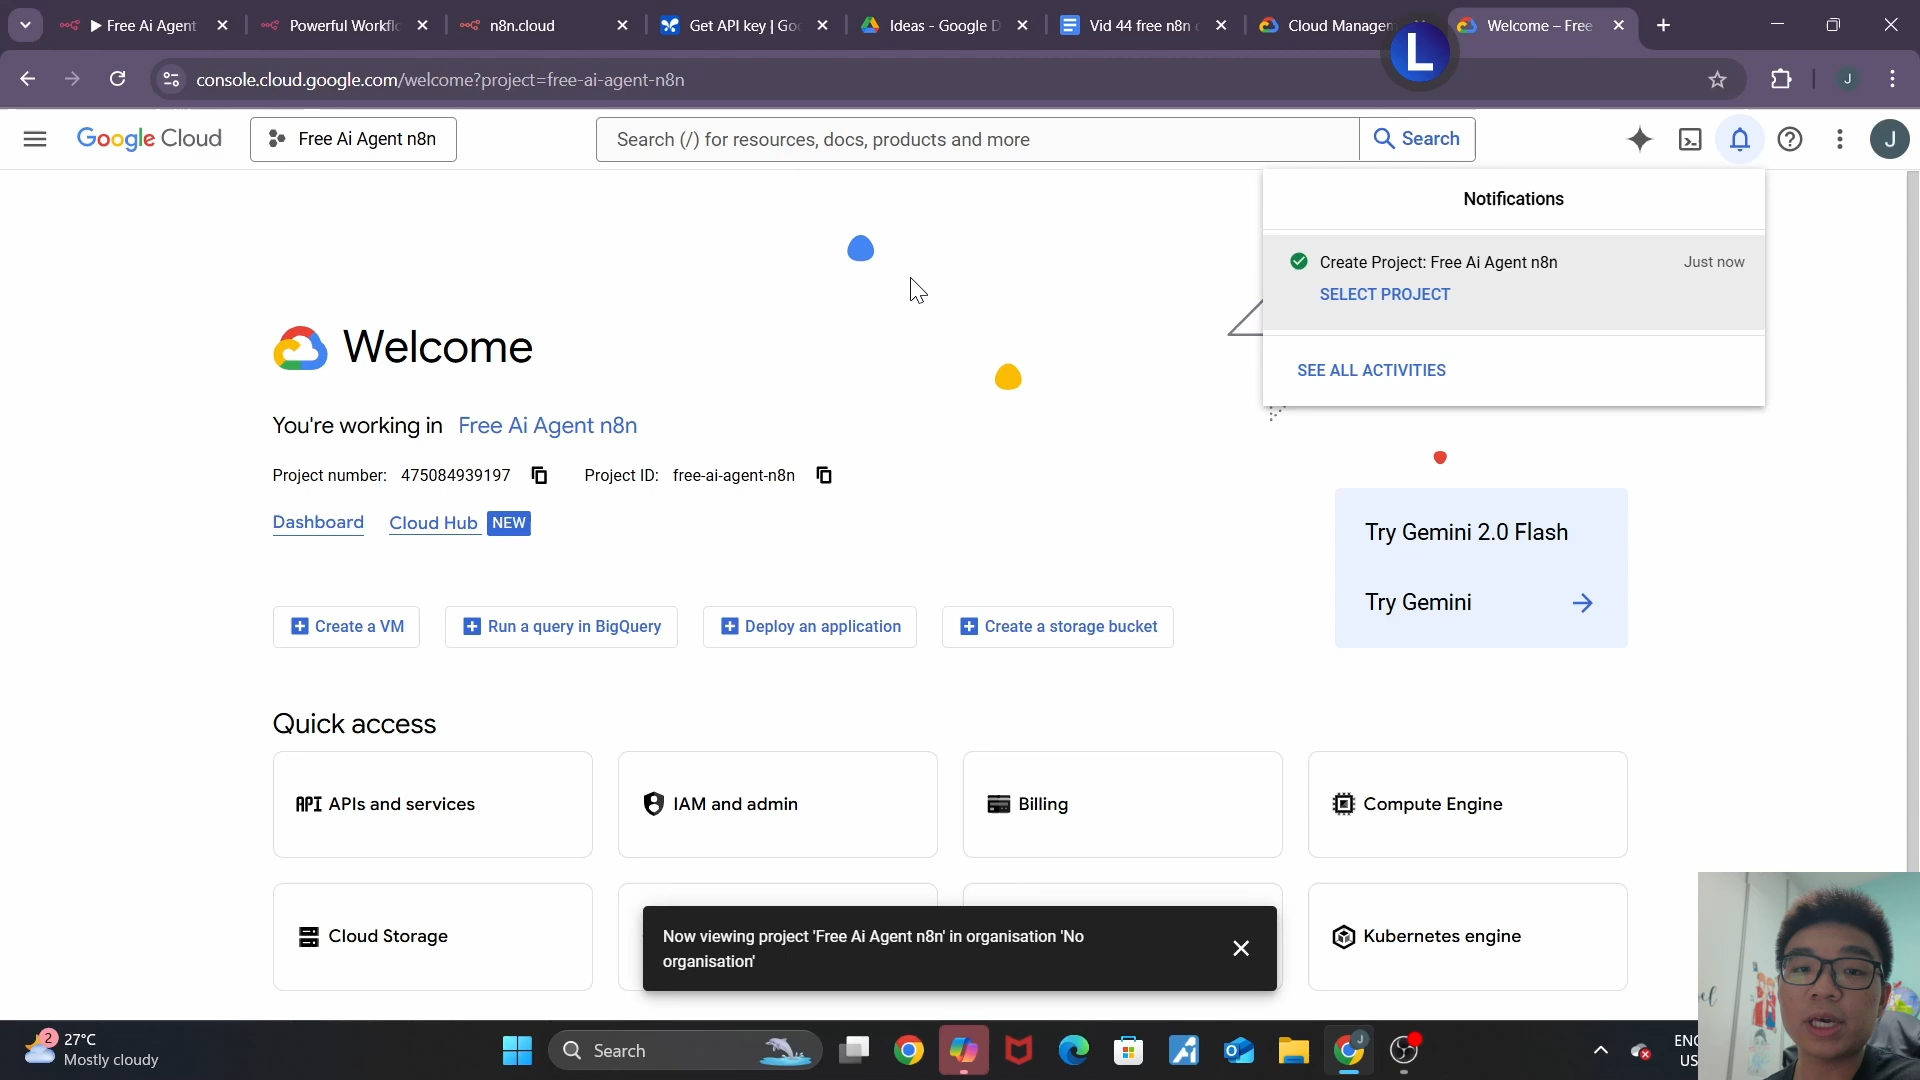 ▶ Free Ai Agent
Powerful Workflo
n8n.cloud
Get API key | Goo
Ideas - Google D
Vid 44 free n8n
Cloud Managem
Welcome – Free
L
console.cloud.google.com/welcome?project=free-ai-agent-n8n
J
Google Cloud
Free Ai Agent n8n
Search (/) for resources, docs, products and more
Search
J
Notifications
Create Project: Free Ai Agent n8n
Just now
SELECT PROJECT
SEE ALL ACTIVITIES
Welcome
You're working in Free Ai Agent n8n
Project number: 475084939197 Project ID: free-ai-agent-n8n
Dashboard Cloud Hub NEW
Try Gemini 2.0 Flash
Try Gemini
Create a VM
Run a query in BigQuery
Deploy an application
Create a storage bucket
Quick access
API APIs and services
IAM and admin
Billing
Compute Engine
Cloud Storage
Kubernetes engine
Now viewing project 'Free Ai Agent n8n' in organisation 'No
organisation'
2
27°C
Mostly cloudy
Search
J
ENG
US